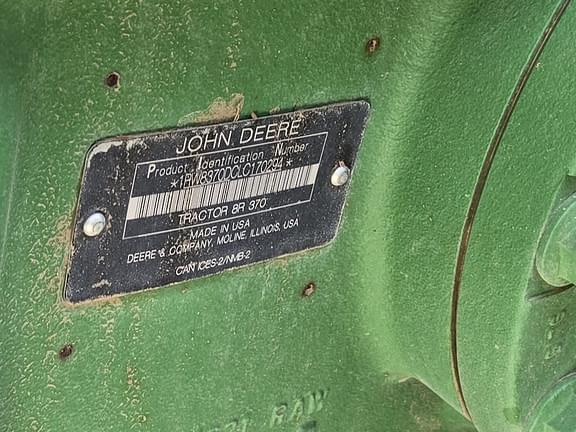 JOHN DEERE
Product Identification Number
*1RW8370DCLC170294*
TRACTOR 8R 370
MADE IN USA
DEERE & COMPANY, MOLINE, ILLINOIS, USA
CAN ICES-2/NMB-2
RAW